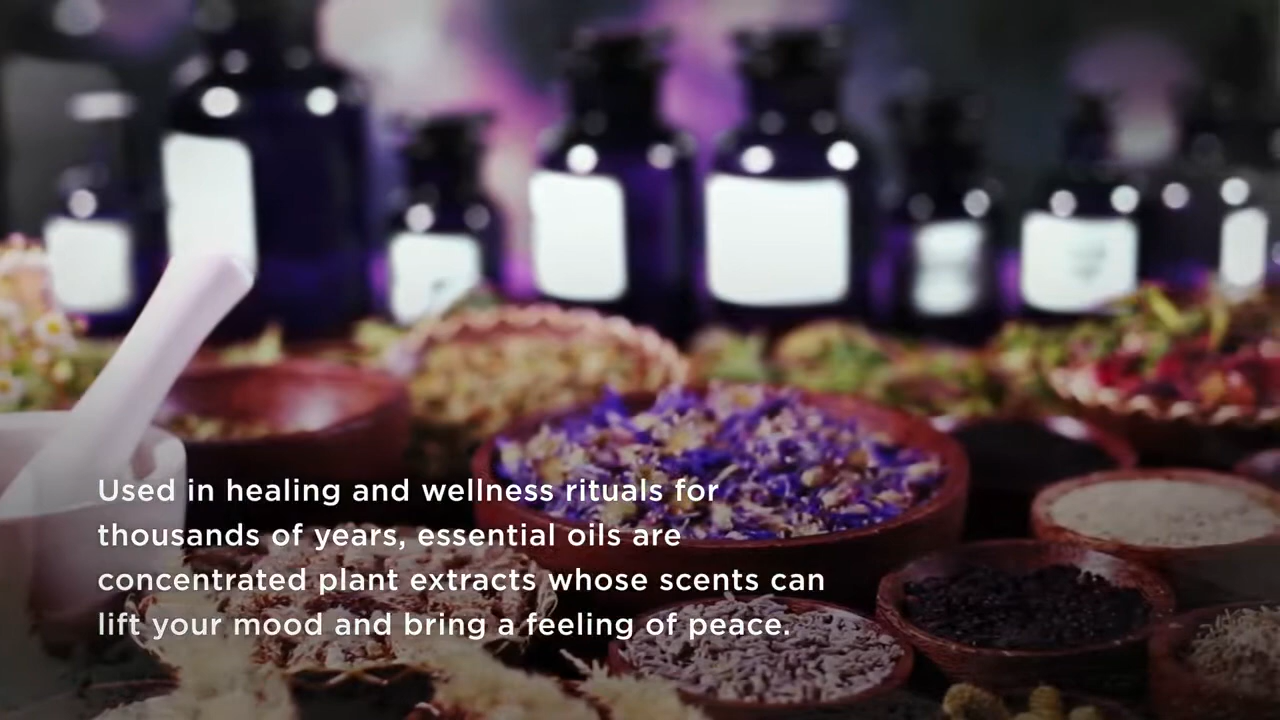 Used in healing and wellness rituals for
thousands of years, essential oils are
concentrated plant extracts whose scents can
lift your mood and bring a feeling of peace.